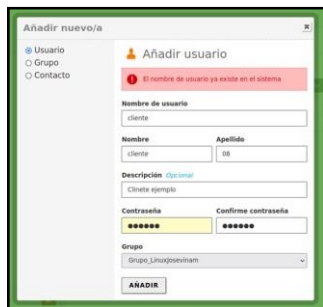 Añadir nuevo/a
Usuario
Grupo
Contacto
Añadir usuario
El nombre de usuario ya existe en el sistema
Nombre de usuario
cliente
Nombre Apellido
cliente 08
Descripción Opcional
Clinete ejemplo
Contraseña Confirme contraseña
●●●●●● ●●●●●●
Grupo
Grupo_LinuxJosevinam
AÑADIR